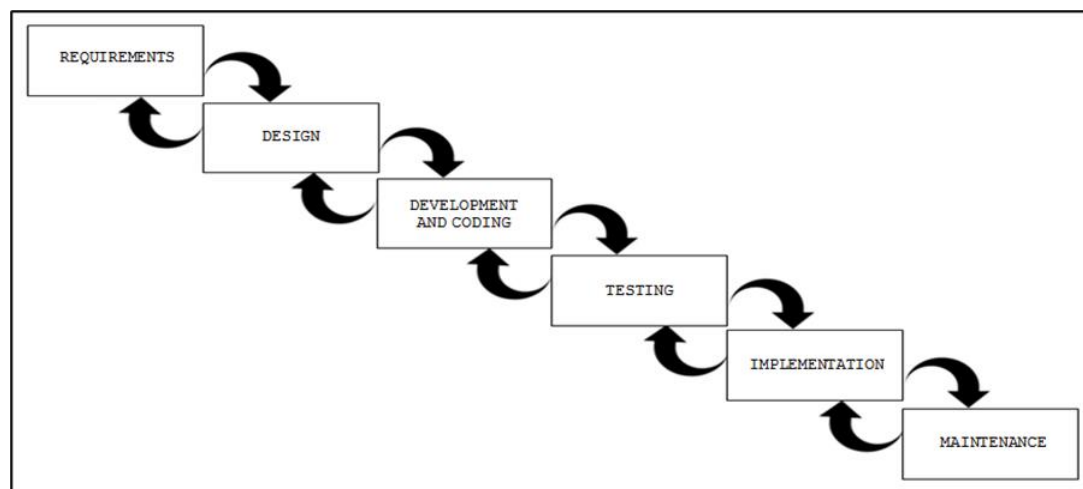 REQUIREMENTS
DESIGN
DEVELOPMENT
AND CODING
TESTING
IMPLEMENTATION
MAINTENANCE